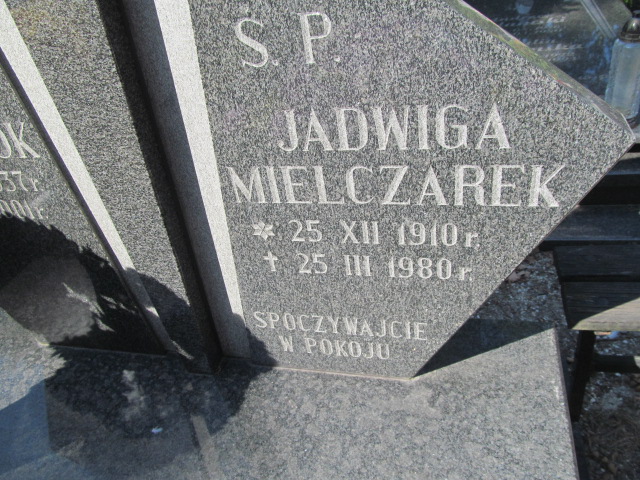 Ś. P.
JADWIGA
MIELCZAREK
* 25 XII 1910 r.
† 25 III 1980 r.
SPOCZYWAJCIE
W POKOJU